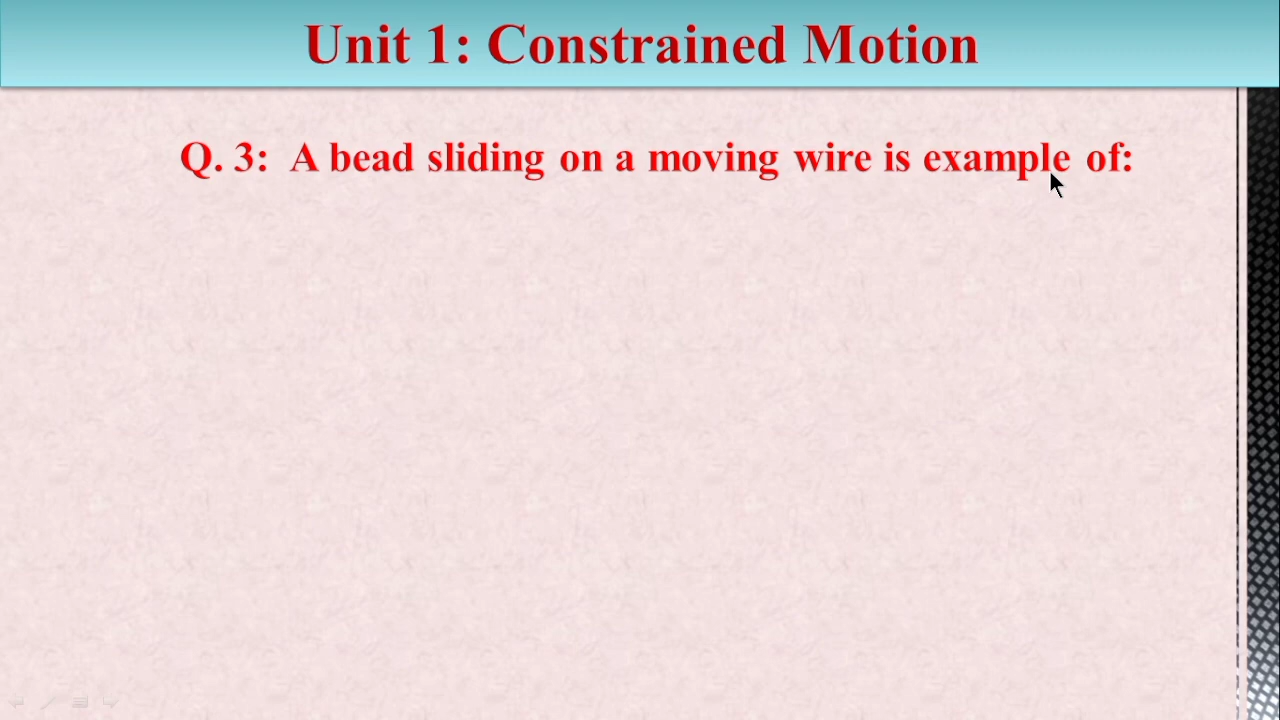 Unit 1: Constrained Motion
Q. 3: A bead sliding on a moving wire is example of: